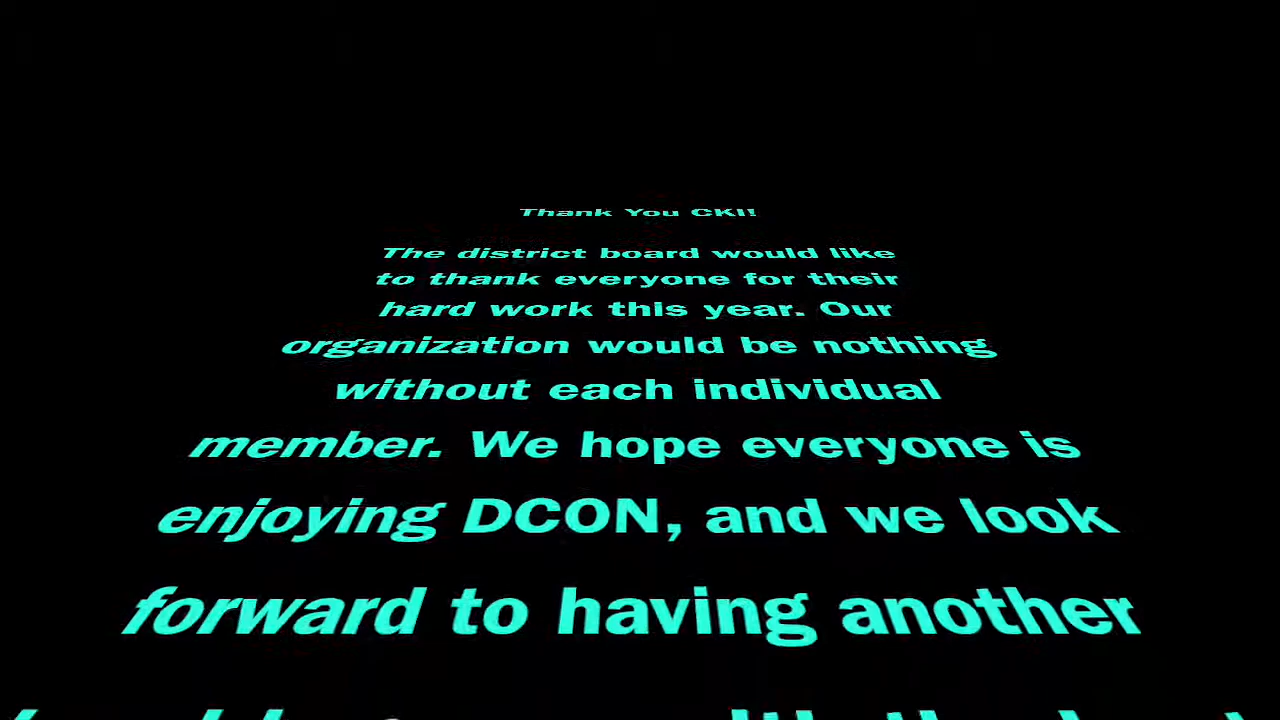 Thank You CKI!
The district board would like
to thank everyone for their
hard work this year. Our
organization would be nothing
without each individual
member. We hope everyone is
enjoying DCON, and we look
forward to having another